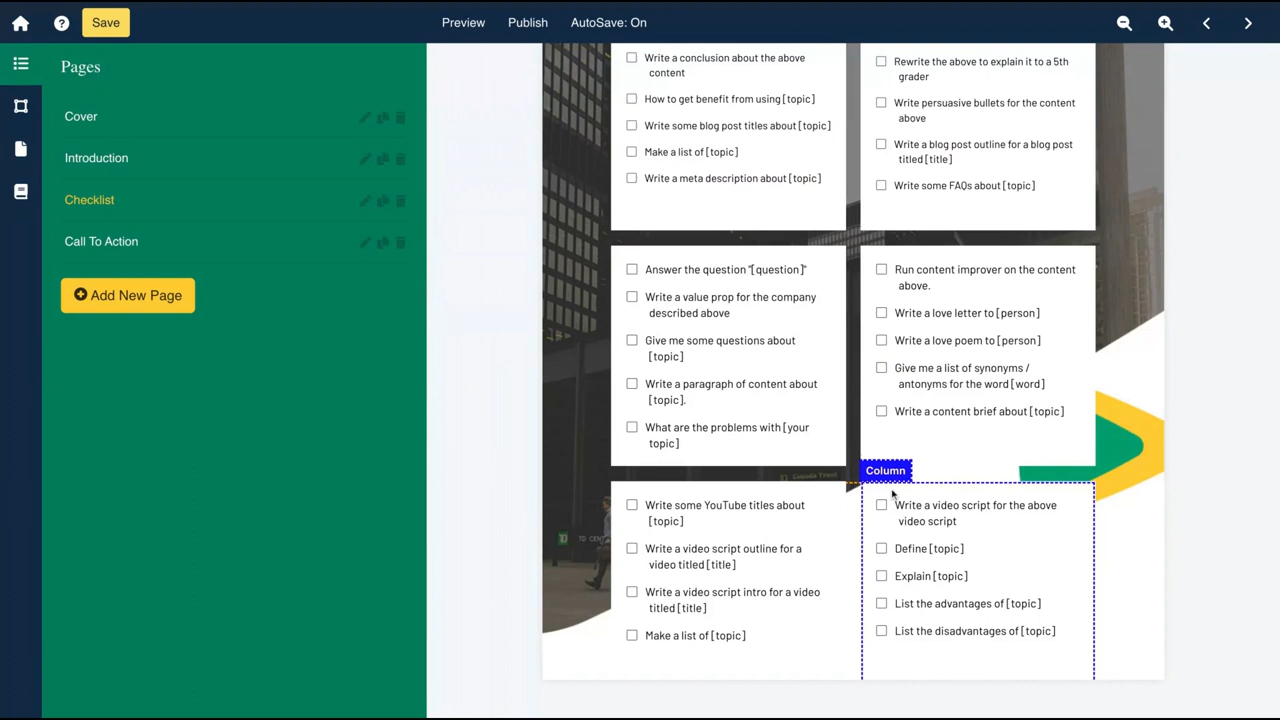 Save
Preview
Publish
AutoSave: On
Pages
Cover
Introduction
Checklist
Call To Action
Add New Page
Write a conclusion about the above
content
How to get benefit from using [topic]
Write some blog post titles about [topic]
Make a list of [topic]
Write a meta description about [topic]
Rewrite the above to explain it to a 5th
grader
Write persuasive bullets for the content
above
Write a blog post outline for a blog post
titled [title]
Write some FAQs about [topic]
Answer the question "[question]"
Write a value prop for the company
described above
Give me some questions about
[topic]
Write a paragraph of content about
[topic].
What are the problems with [your
topic]
Run content improver on the content
above.
Write a love letter to [person]
Write a love poem to [person]
Give me a list of synonyms /
antonyms for the word [word]
Write a content brief about [topic]
Column
Write some YouTube titles about
[topic]
Write a video script outline for a
video titled [title]
Write a video script intro for a video
titled [title]
Make a list of [topic]
Write a video script for the above
video script
Define [topic]
Explain [topic]
List the advantages of [topic]
List the disadvantages of [topic]